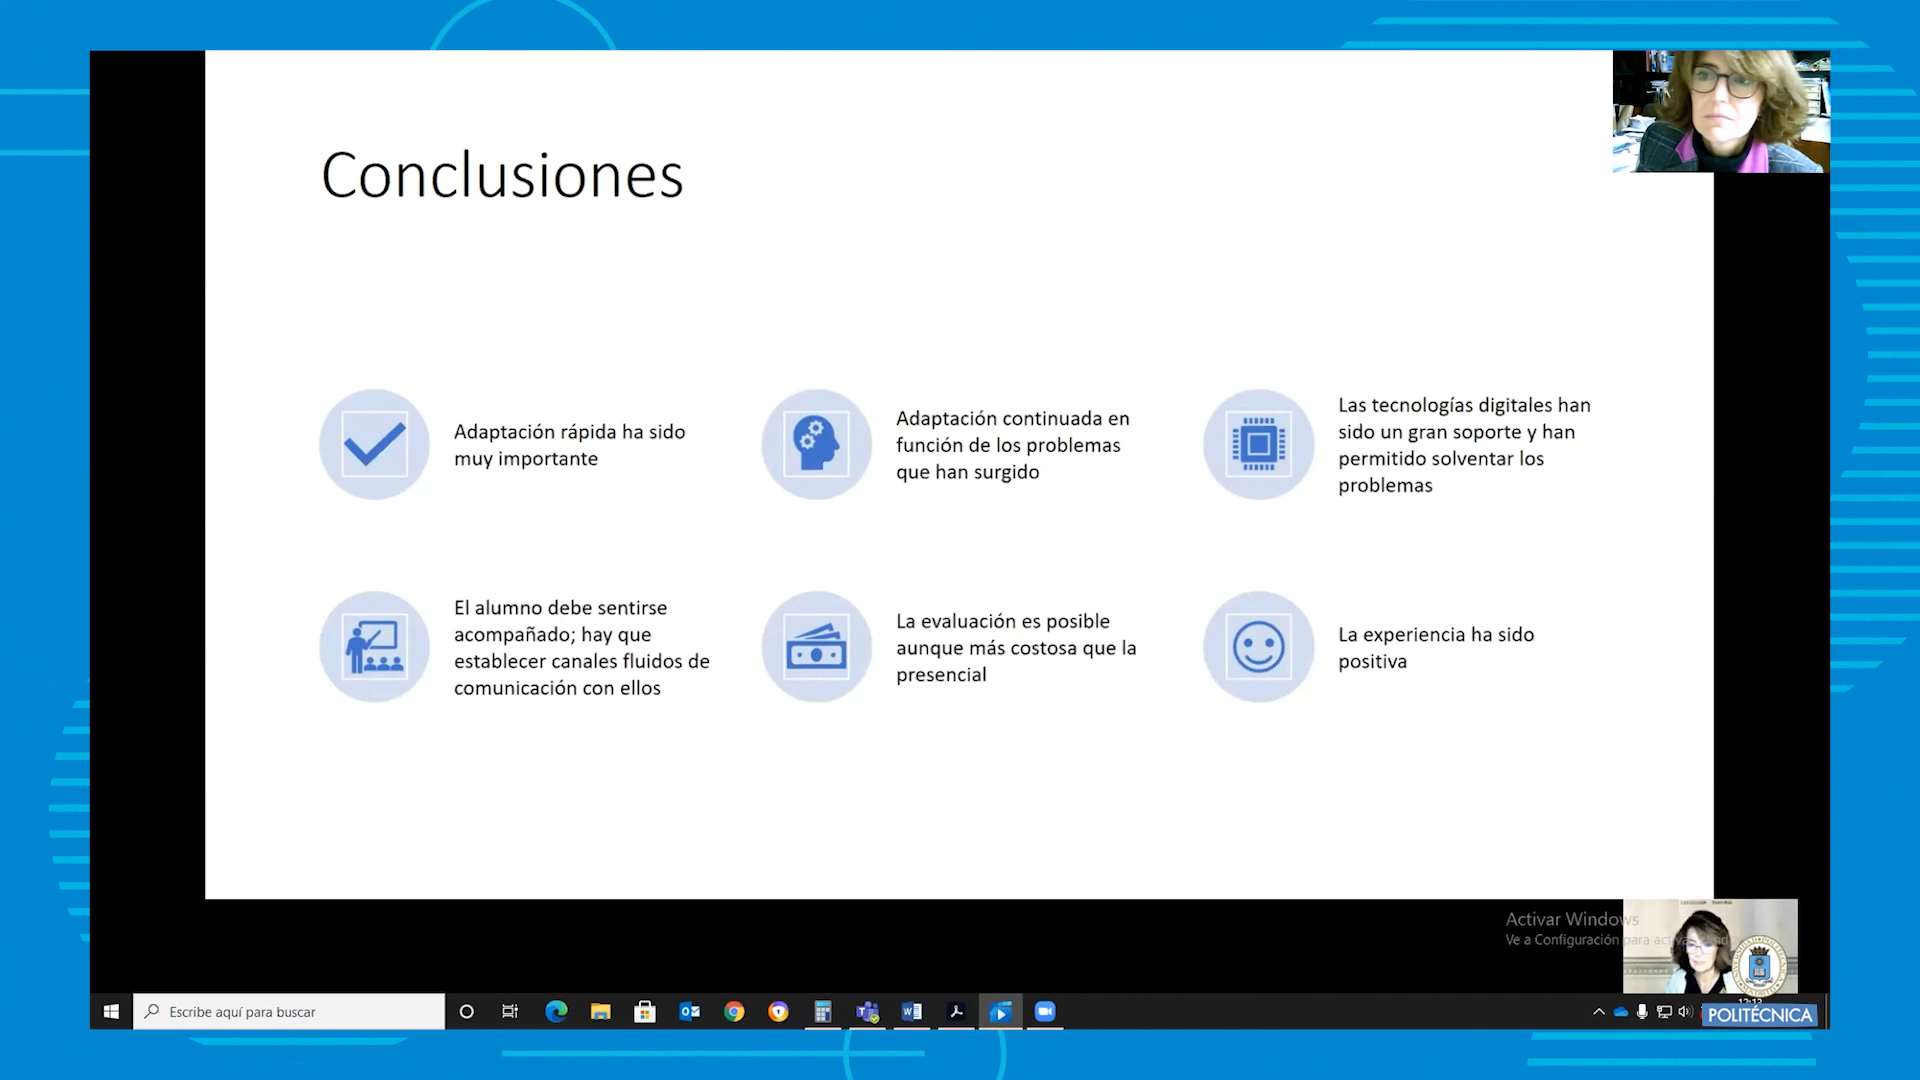 Conclusiones
Adaptación rápida ha sido
muy importante
Adaptación continuada en
función de los problemas
que han surgido
Las tecnologías digitales han
sido un gran soporte y han
permitido solventar los
problemas
El alumno debe sentirse
acompañado; hay que
establecer canales fluidos de
comunicación con ellos
La evaluación es posible
aunque más costosa que la
presencial
La experiencia ha sido
positiva
Activar Windows
Ve a Configuración para
Escribe aquí para buscar
POLITÉCNICA